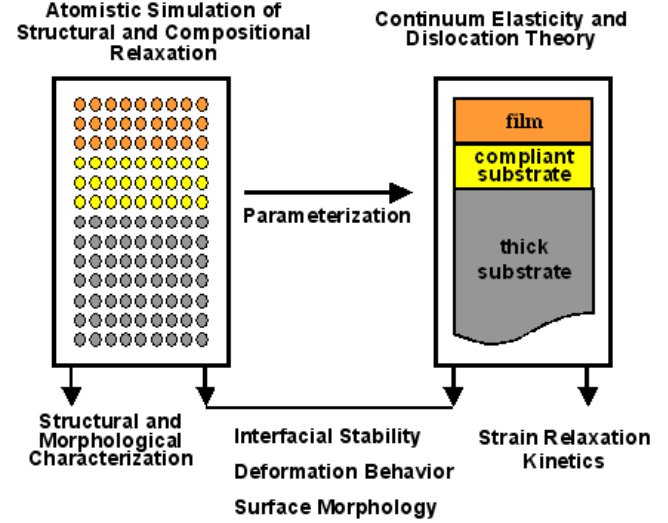 Atomistic Simulation of
Structural and Compositional
Relaxation
Continuum Elasticity and
Dislocation Theory
film
compliant
substrate
Parameterization
thick
substrate
Structural and
Morphological
Characterization
Interfacial Stability
Deformation Behavior
Surface Morphology
Strain Relaxation
Kinetics